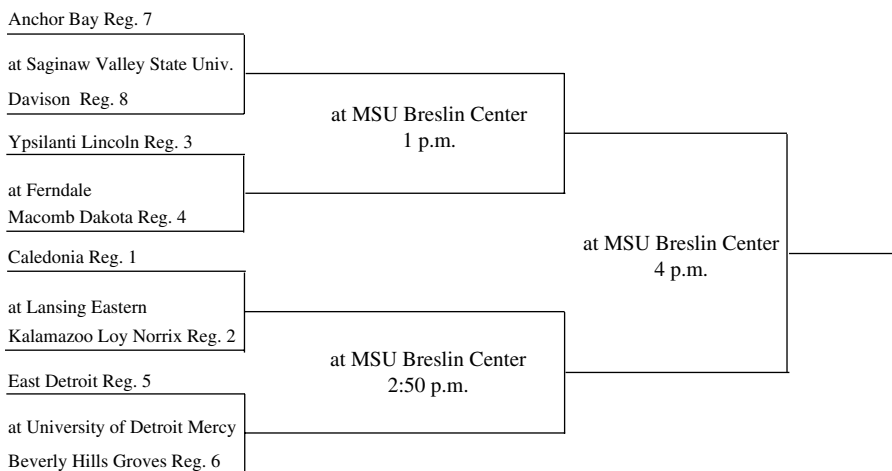 Anchor Bay Reg. 7
at Saginaw Valley State Univ.
Davison Reg. 8
at MSU Breslin Center
1 p.m.
Ypsilanti Lincoln Reg. 3
at Ferndale
Macomb Dakota Reg. 4
at MSU Breslin Center
4 p.m.
Caledonia Reg. 1
at Lansing Eastern
Kalamazoo Loy Norrix Reg. 2
at MSU Breslin Center
2:50 p.m.
East Detroit Reg. 5
at University of Detroit Mercy
Beverly Hills Groves Reg. 6